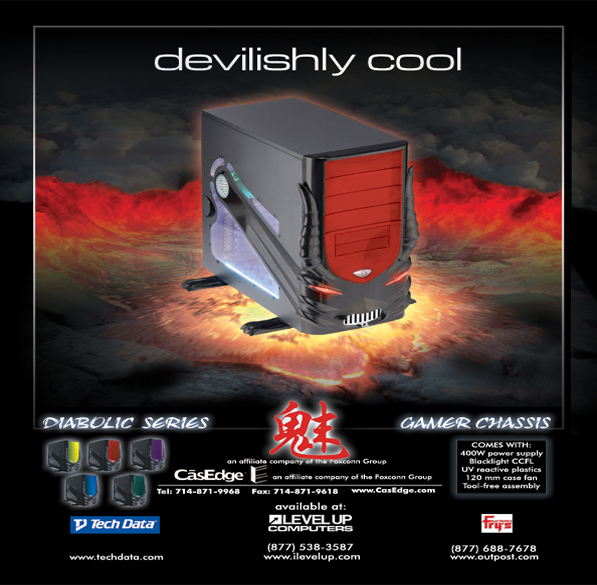 devilishly cool
DIABOLIC SERIES
魅
GAMER CHASSIS
an affiliate company of the Foxconn Group
CasEdge
an affiliate company of the Foxconn Group
Tel: 714-871-9968 Fax: 714-871-9618 www.CasEdge.com
COMES WITH:
400W power supply
Blacklight CCFL
UV reactive plastics
120 mm case fan
Tool-free assembly
Tech Data
www.techdata.com
available at:
LEVEL UP
COMPUTERS
(877) 538-3587
www.ilevelup.com
fry's
(877) 688-7678
www.outpost.com